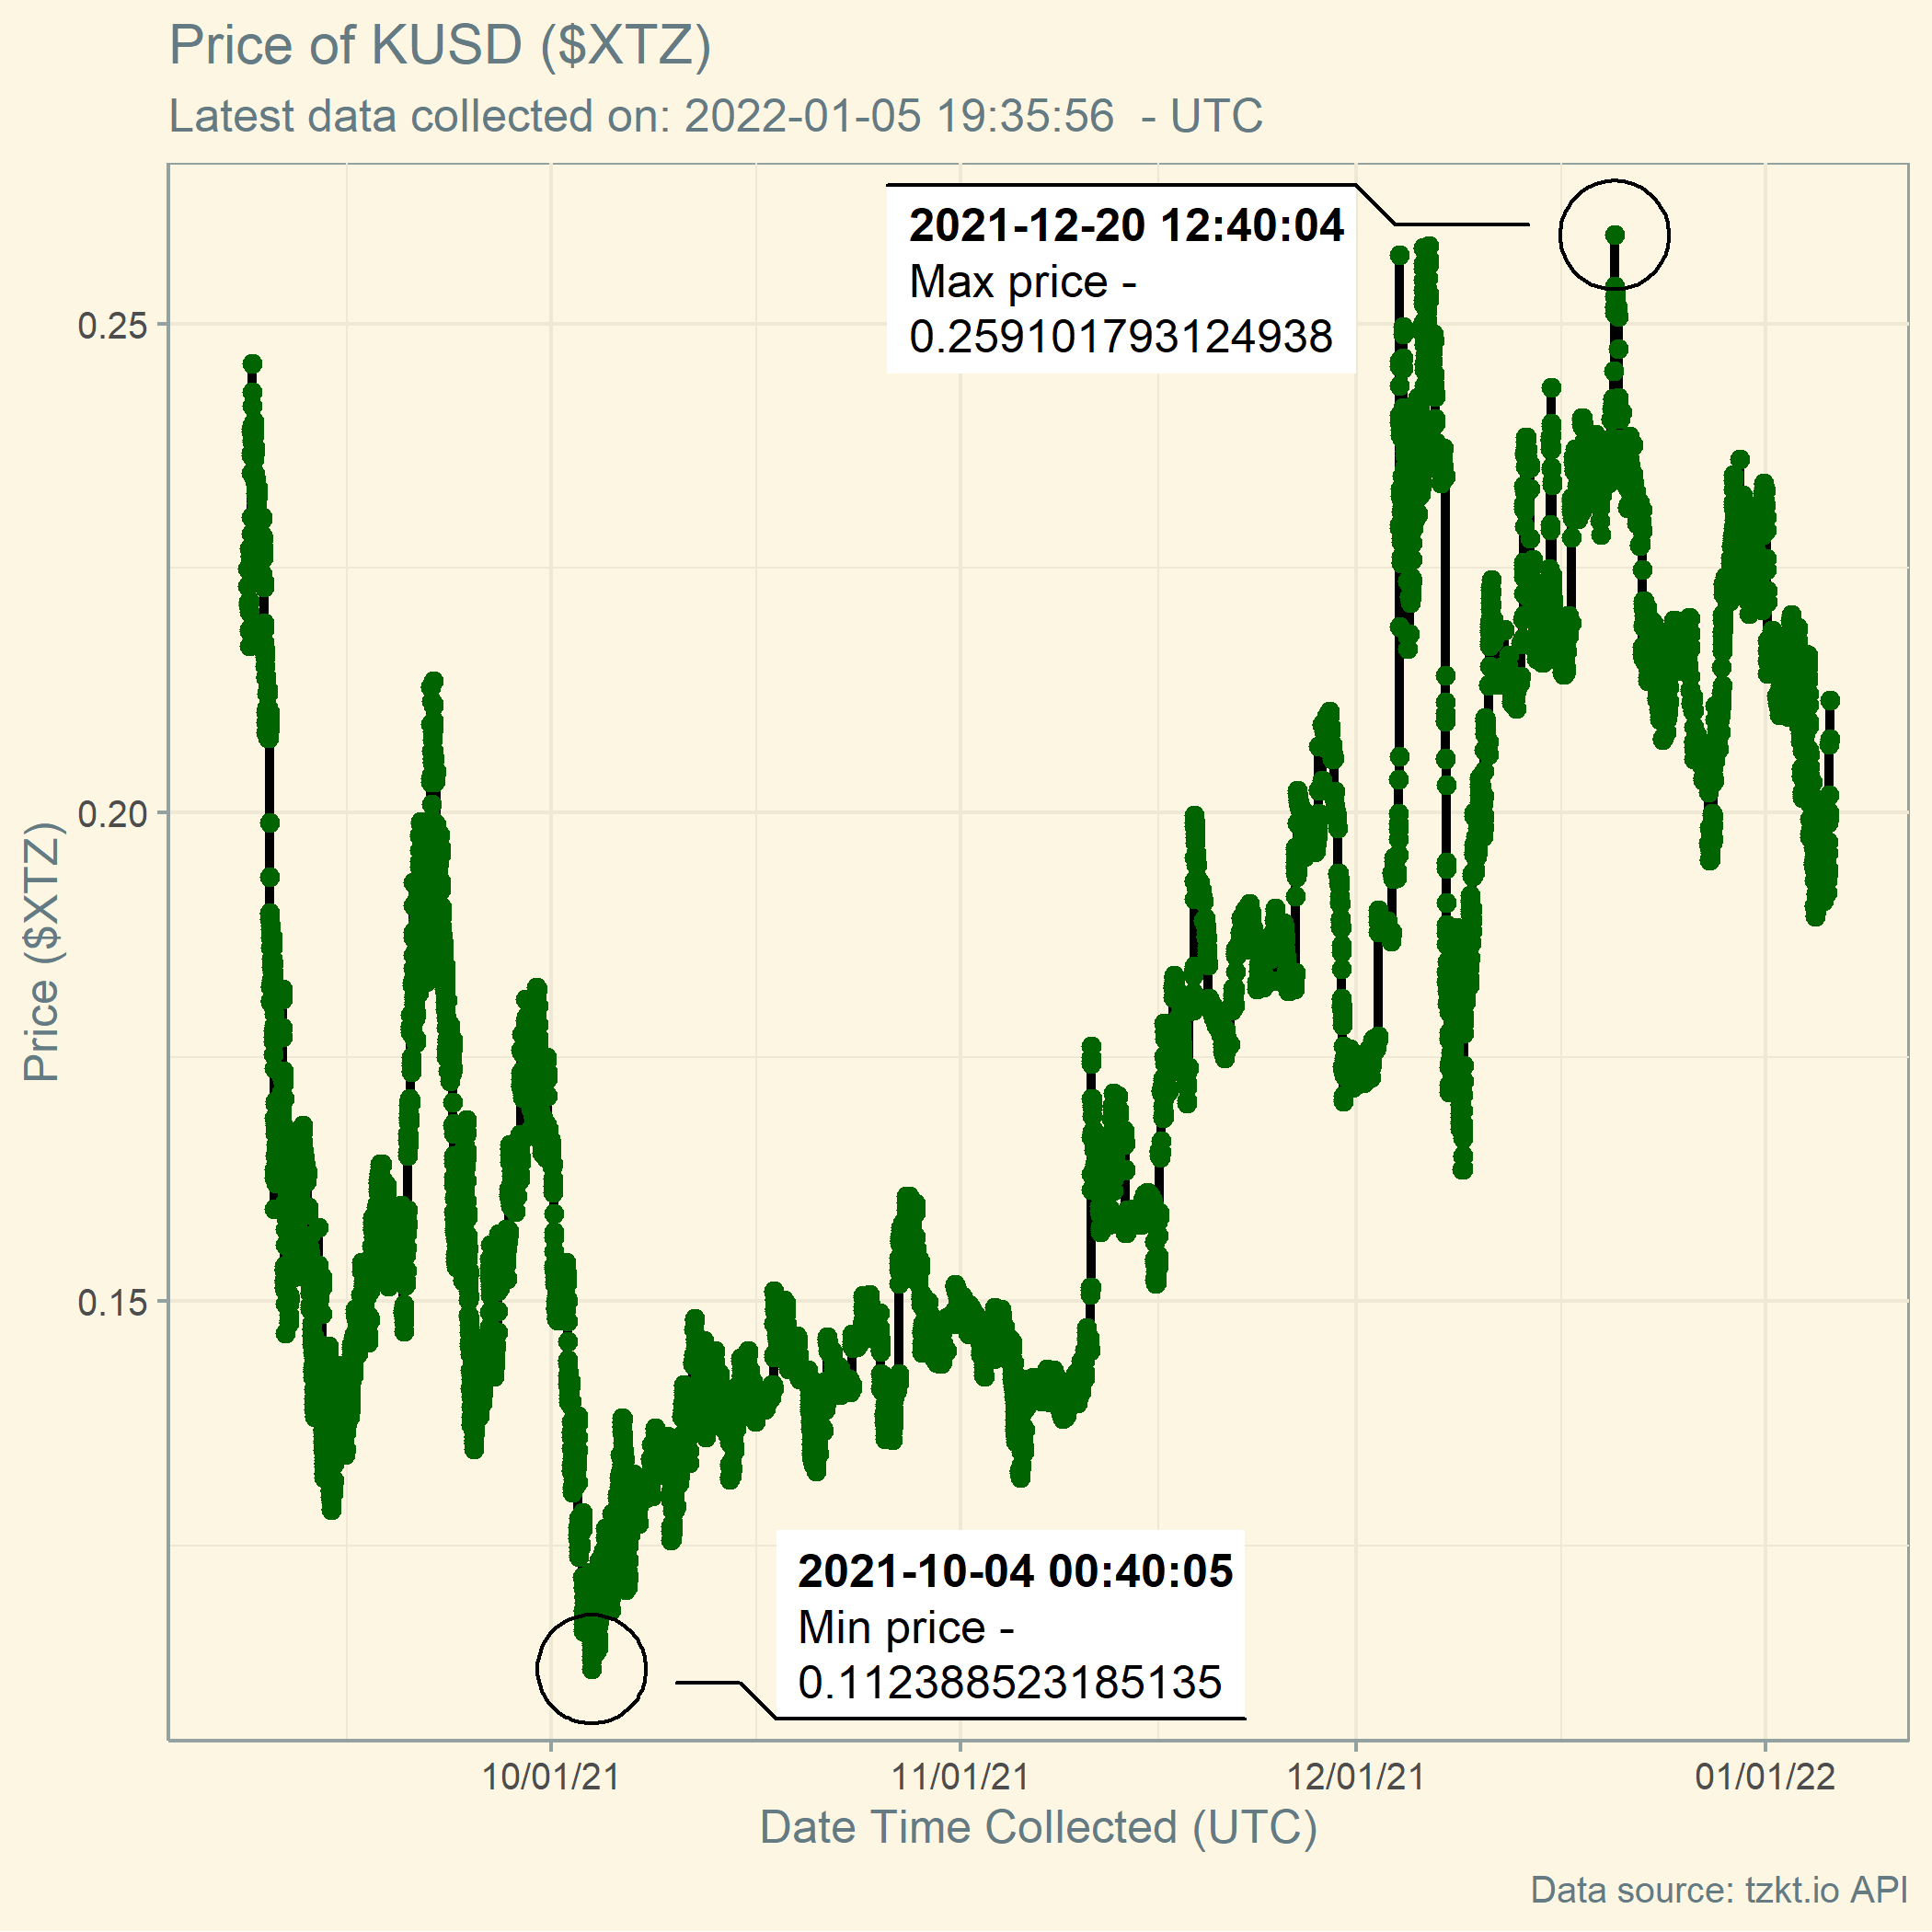 Price of KUSD ($XTZ)
Latest data collected on: 2022-01-05 19:35:56  - UTC
2021-12-20 12:40:04
Max price -
0.259101793124938
0.25
0.20
0.15
Price ($XTZ)
2021-10-04 00:40:05
Min price -
0.112388523185135
10/01/21
11/01/21
12/01/21
01/01/22
Date Time Collected (UTC)
Data source: tzkt.io API